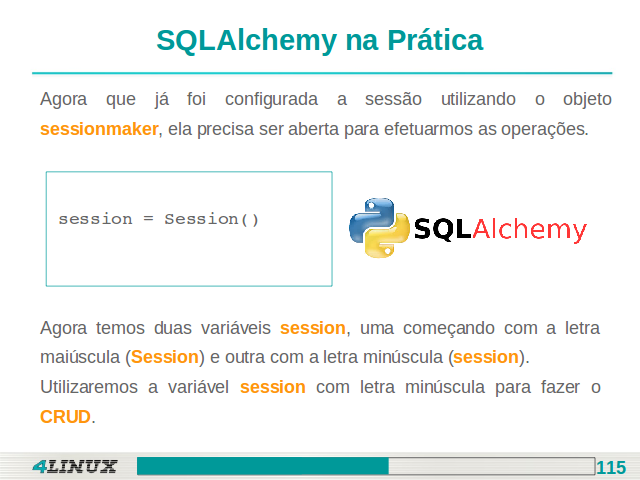 SQLAlchemy na Prática
Agora que já foi configurada a sessão utilizando o objeto
sessionmaker, ela precisa ser aberta para efetuarmos as operações.
session = Session()
SQLAlchemy
Agora temos duas variáveis session, uma começando com a letra
maiúscula (Session) e outra com a letra minúscula (session).
Utilizaremos a variável session com letra minúscula para fazer o
CRUD.
4LINUX
115